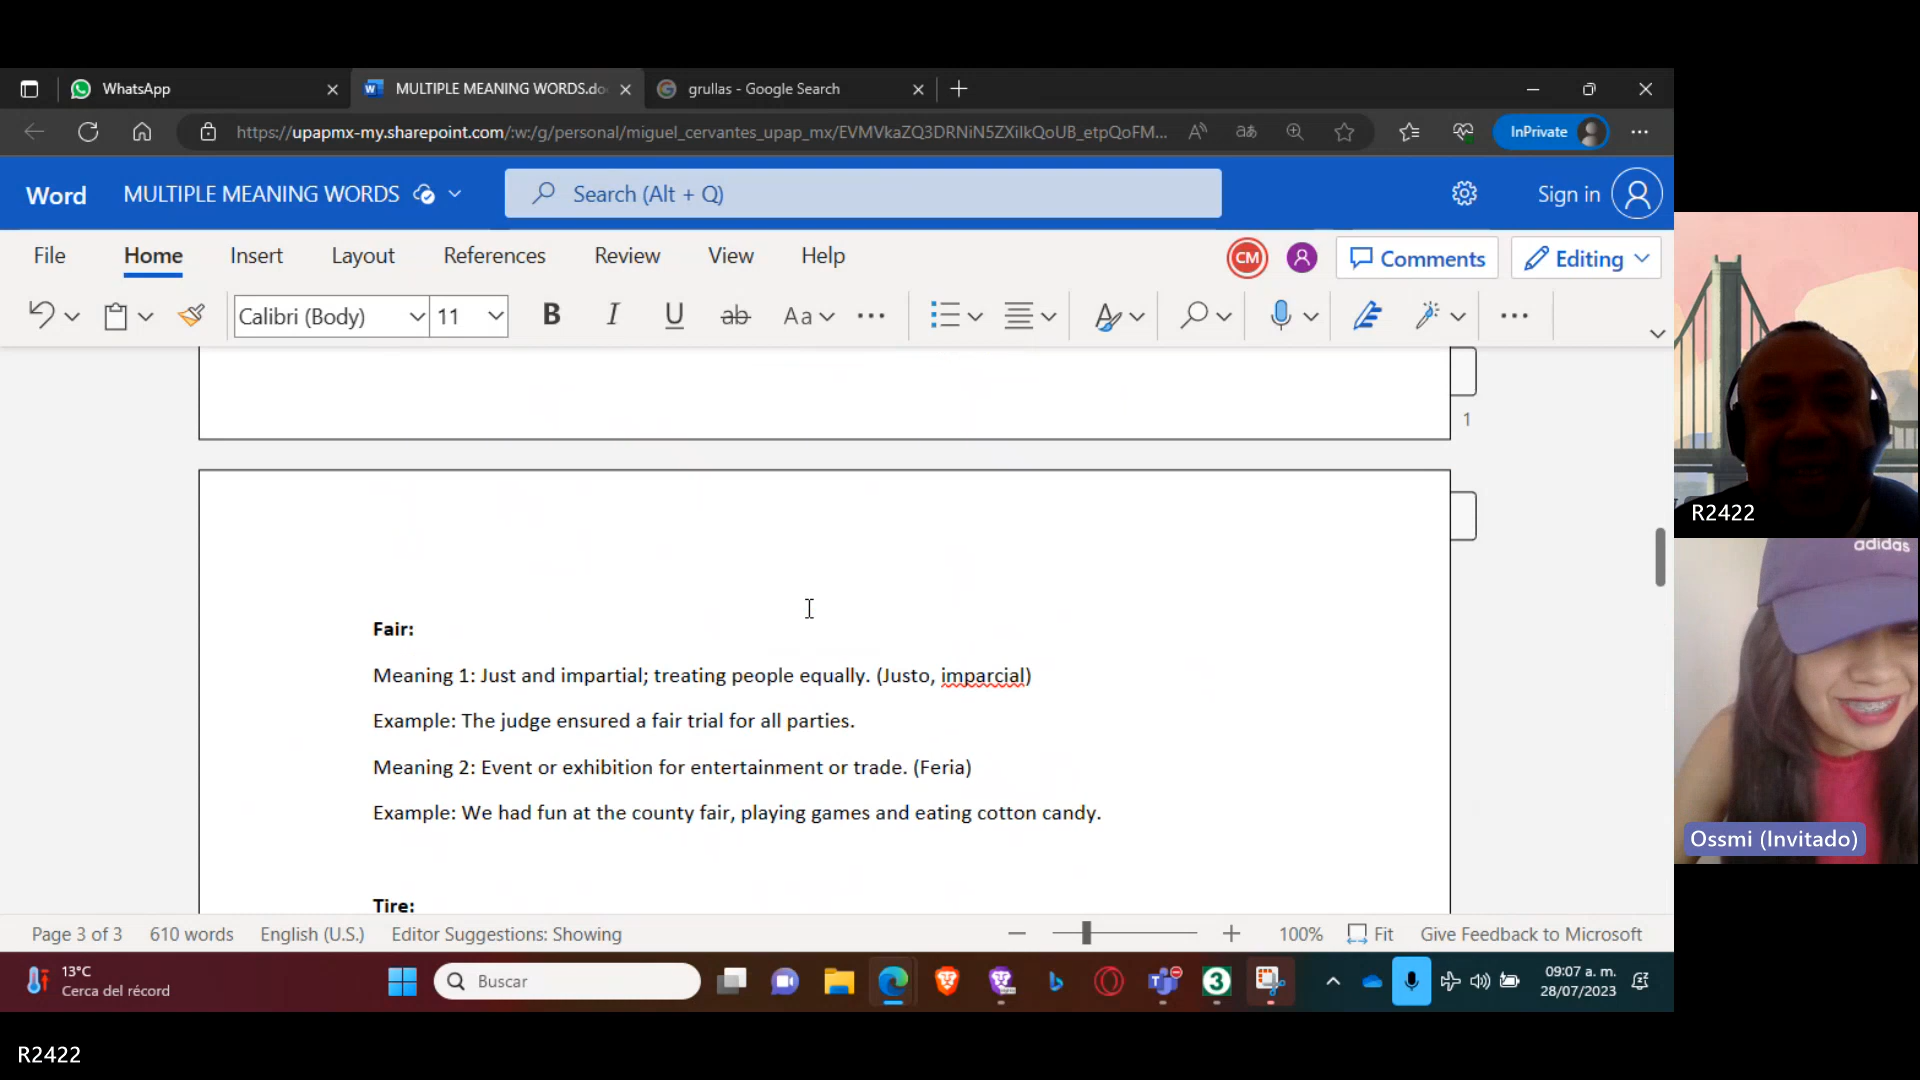 WhatsApp
MULTIPLE MEANING WORDS.do
grullas - Google Search
https://upapmx-my.sharepoint.com/:w:/g/personal/miguel_cervantes_upap_mx/EVMVkaZQ3DRNiN5ZXiIkQoUB_etpQoFM...
InPrivate
Word
MULTIPLE MEANING WORDS
Search (Alt + Q)
Sign in
File Home Insert Layout References Review View Help
CM
Comments
Editing
Calibri (Body)
11
B I U ab Aa
1
Fair:
Meaning 1: Just and impartial; treating people equally. (Justo, imparcial)
Example: The judge ensured a fair trial for all parties.
Meaning 2: Event or exhibition for entertainment or trade. (Feria)
Example: We had fun at the county fair, playing games and eating cotton candy.
Tire:
Page 3 of 3
610 words
English (U.S.)
Editor Suggestions: Showing
100%
Fit
Give Feedback to Microsoft
13°C
Cerca del récord
Buscar
3
09:07 a. m.
28/07/2023
R2422
adidas
Ossmi (Invitado)
R2422